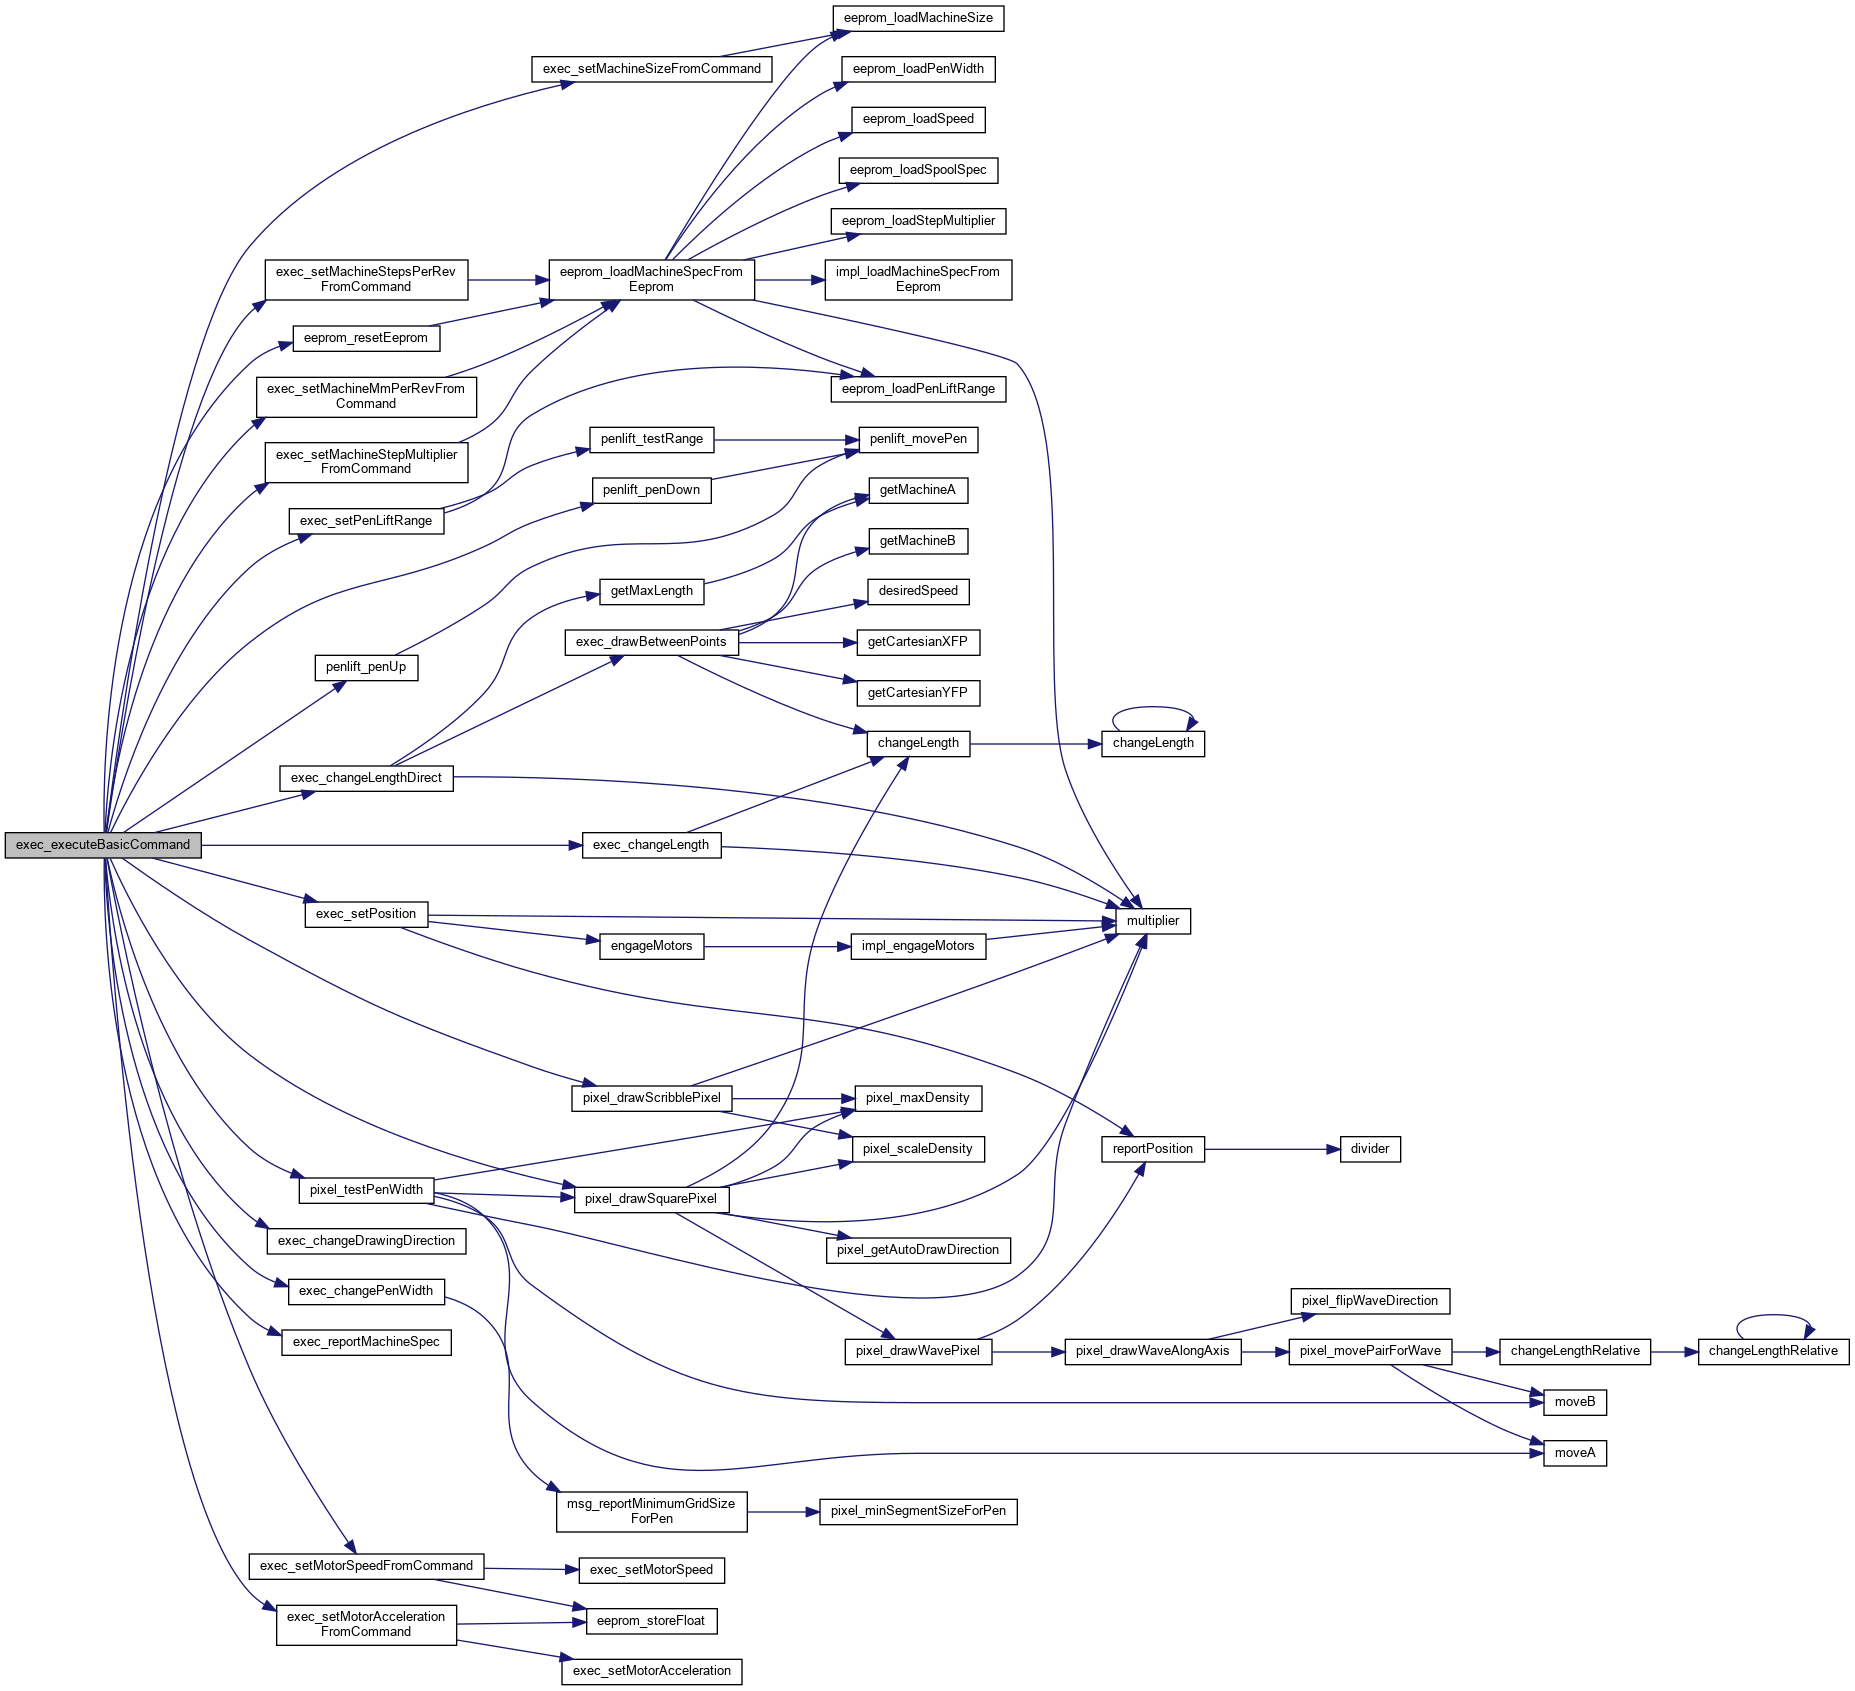 eeprom_loadMachineSize
exec_setMachineSizeFromCommand
eeprom_loadPenWidth
eeprom_loadSpeed
eeprom_loadSpoolSpec
eeprom_loadStepMultiplier
exec_setMachineStepsPerRev
FromCommand
eeprom_loadMachineSpecFrom
Eeprom
impl_loadMachineSpecFrom
Eeprom
eeprom_resetEeprom
exec_setMachineMmPerRevFrom
Command
eeprom_loadPenLiftRange
exec_setMachineStepMultiplier
FromCommand
penlift_testRange
penlift_movePen
penlift_penDown
getMachineA
exec_setPenLiftRange
getMachineB
getMaxLength
desiredSpeed
exec_drawBetweenPoints
getCartesianXFP
penlift_penUp
getCartesianYFP
changeLength
changeLength
exec_changeLengthDirect
exec_executeBasicCommand
exec_changeLength
exec_setPosition
multiplier
engageMotors
impl_engageMotors
pixel_drawScribblePixel
pixel_maxDensity
pixel_scaleDensity
reportPosition
divider
pixel_testPenWidth
pixel_drawSquarePixel
exec_changeDrawingDirection
pixel_getAutoDrawDirection
exec_changePenWidth
pixel_flipWaveDirection
exec_reportMachineSpec
pixel_drawWavePixel
pixel_drawWaveAlongAxis
pixel_movePairForWave
changeLengthRelative
changeLengthRelative
moveB
moveA
msg_reportMinimumGridSize
ForPen
pixel_minSegmentSizeForPen
exec_setMotorSpeedFromCommand
exec_setMotorSpeed
exec_setMotorAcceleration
FromCommand
eeprom_storeFloat
exec_setMotorAcceleration